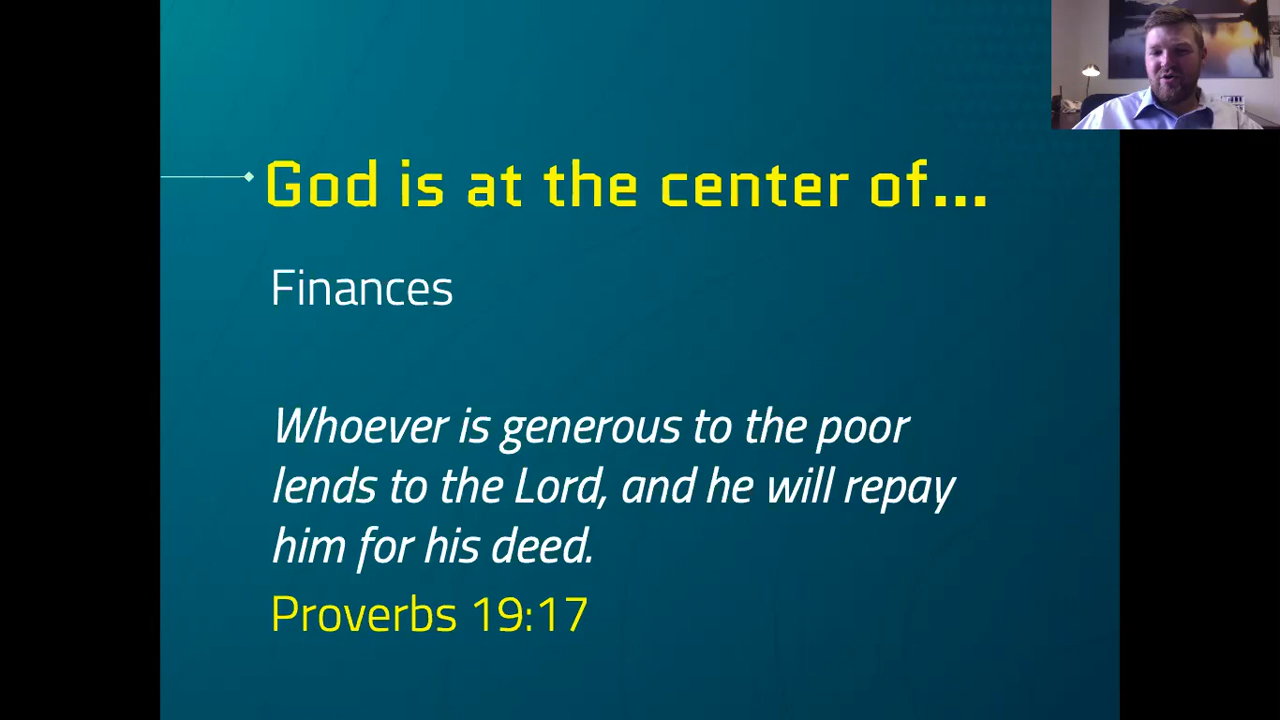 God is at the center of...
Finances
Whoever is generous to the poor
lends to the Lord, and he will repay
him for his deed.
Proverbs 19:17